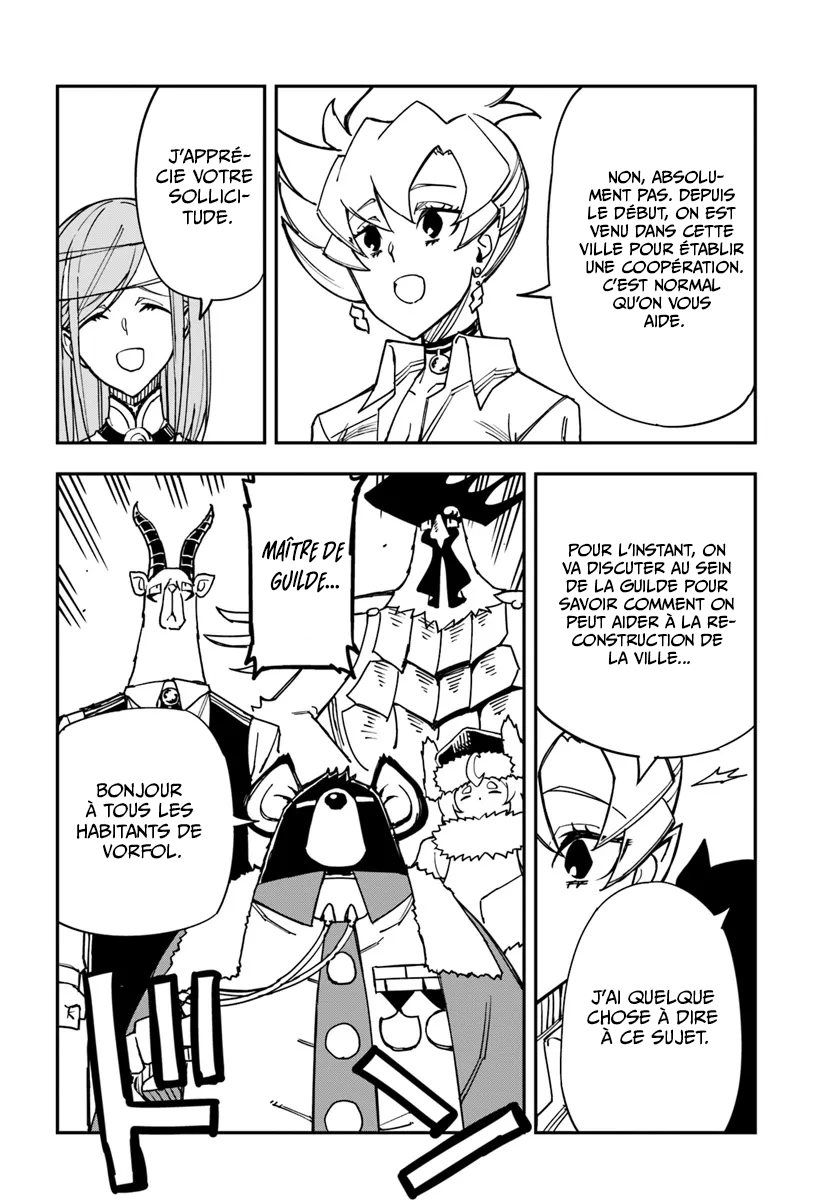 NON, ABSOLU-
MENT PAS. DEPUIS
LE DÉBUT, ON EST
VENU DANS CETTE
VILLE POUR ÉTABLIR
UNE COOPÉRATION.
C'EST NORMAL
QU'ON VOUS
AIDE.
J'APPRÉ-
CIE VOTRE
SOLLICI-
TUDE.
POUR L'INSTANT, ON
VA DISCUTER AU SEIN
DE LA GUILDE POUR
SAVOIR COMMENT ON
PEUT AIDER À LA RE-
CONSTRUCTION DE
LA VILLE...
J'AI QUELQUE
CHOSE À DIRE
À CE SUJET.
MAÎTRE DE
GUILDE...
BONJOUR
À TOUS LES
HABITANTS DE
VORFOL.
ドン